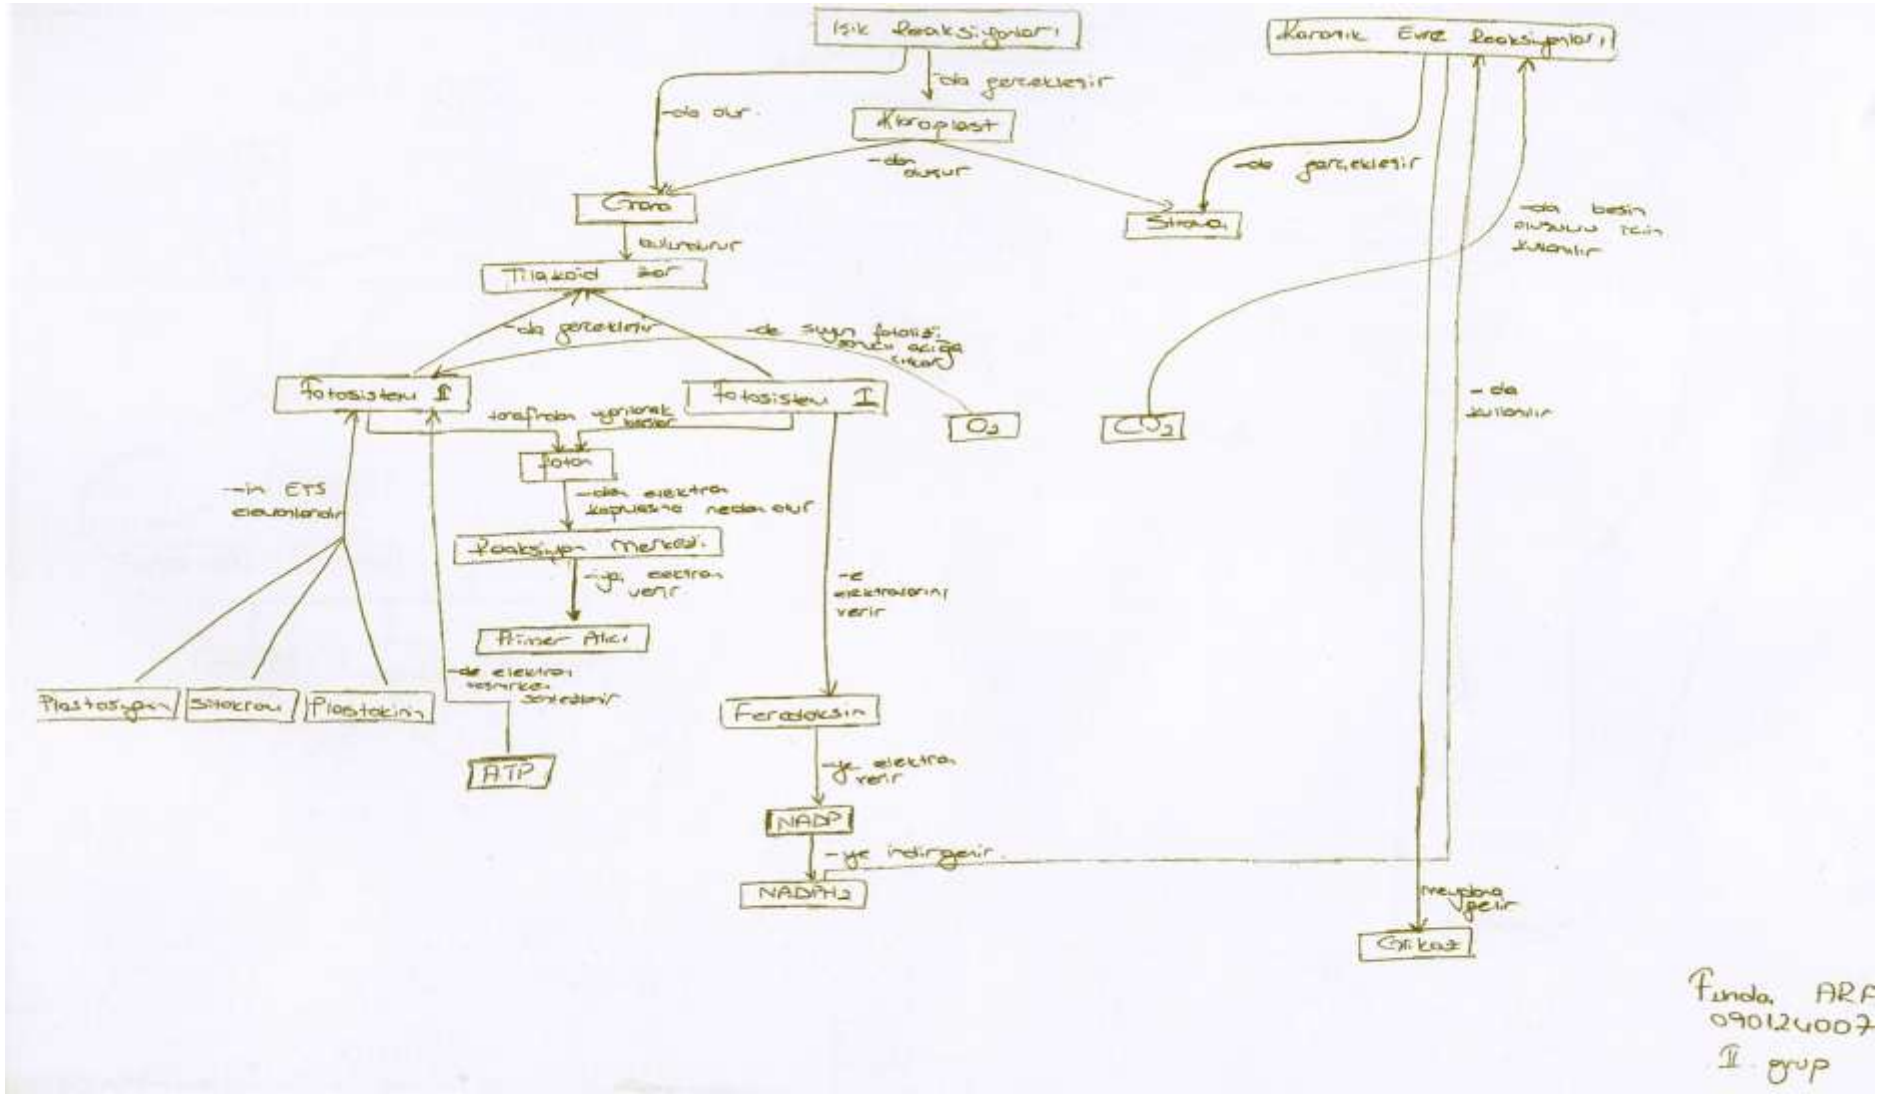 Işık Reaksiyonları
Karanlık Evre Reaksiyonları
-da gerçekleşir
-da olur.
Kloroplast
-dan
oluşur
-da gerçekleşir
Grana
Stroma
-da besin
oluşumu için
kullanılır
bulundurur
Tilakoid zar
-da gerçekleşir
-de suyun fotolizi
sonucu açığa
çıkar
Fotosistem II
Fotosistem I
O2
CO2
-da
kullanılır
tarafından uyarılarak
başlar
foton
-in ETS
elemanlarıdır
-dan elektron
kopmasına neden olur
Reaksiyon Merkezi
-ya elektron
verir.
-e
elektronlarını
verir
Primer Alıcı
-de elektron
taşınırken
sentezlenir
Plastosiyanin
Sitokrom
Plastokinin
Feredoksin
ATP
-ye elektron
verir
NADP
-ye indirgenir.
NADPH2
meydana
gelir
Glikoz
Funda
090124007
II. grup